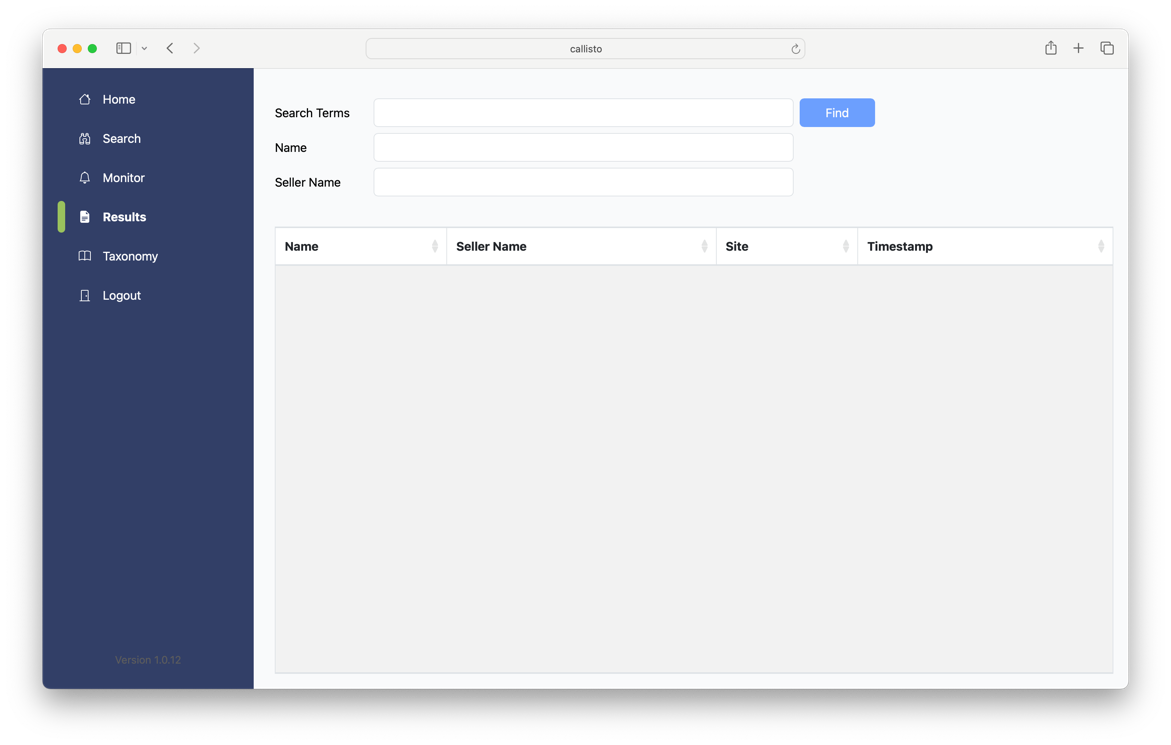 callisto
Home
Search
Monitor
Results
Taxonomy
Logout
Version 1.0.12
Search Terms
Find
Name
Seller Name
Name Seller Name Site Timestamp